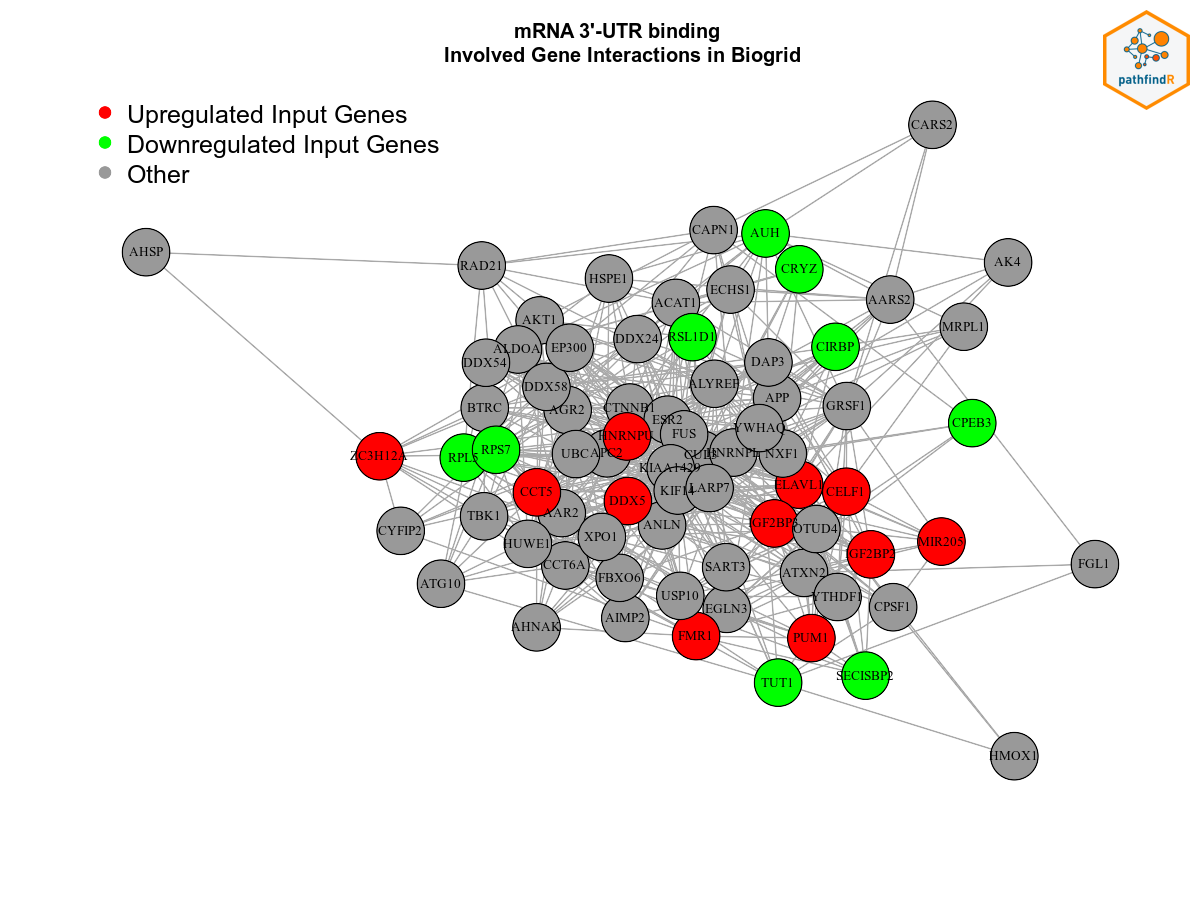 mRNA 3'-UTR binding
Involved Gene Interactions in Biogrid
pathfindR
Upregulated Input Genes
Downregulated Input Genes
Other
CARS2
CAPN1
AUH
AHSP
RAD21
CRYZ
AK4
HSPE1
ECHS1
ACAT1
AARS2
AKT1
MRPL1
DDX24
RSL1D1
CIRBP
ALDOA
EP300
DDX54
DAP3
DDX58
ALYREF
APP
BTRC
AGR2
CTNNB1
GRSF1
ESR2
CPEB3
HNRNPU
FUS
YWHAQ
RPS7
ZC3H12A
RPL5
UBC
HNRNPL
NXF1
KIAA1429
CCT5
KIF14
LARP7
ELAVL1
CELF1
DDX5
TBK1
AAR2
ANLN
IGF2BP3
OTUD4
CYFIP2
HUWE1
XPO1
MIR205
IGF2BP2
CCT6A
SART3
ATXN2
FGL1
ATG10
FBXO6
USP10
YTHDF1
EGLN3
CPSF1
AHNAK
AIMP2
FMR1
PUM1
TUT1
SECISBP2
HMOX1